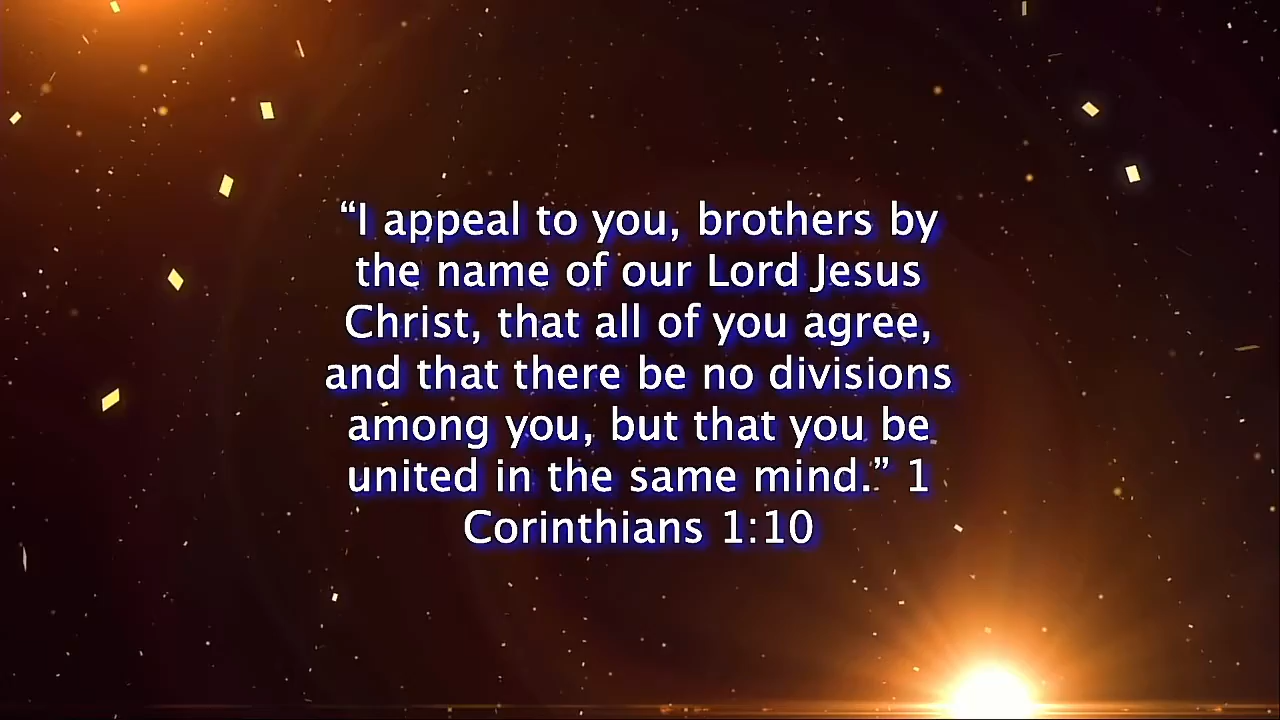 “I appeal to you, brothers by
the name of our Lord Jesus
Christ, that all of you agree,
and that there be no divisions
among you, but that you be
united in the same mind.” 1
Corinthians 1:10